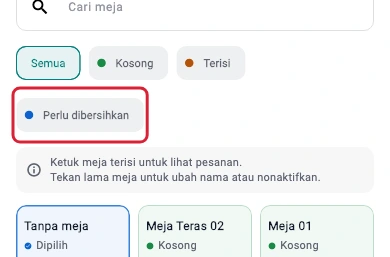 Cari meja
Semua
Kosong
Terisi
Perlu dibersihkan
Ketuk meja terisi untuk lihat pesanan.
Tekan lama meja untuk ubah nama atau nonaktifkan.
Tanpa meja
Dipilih
Meja Teras 02
Kosong
Meja 01
Kosong